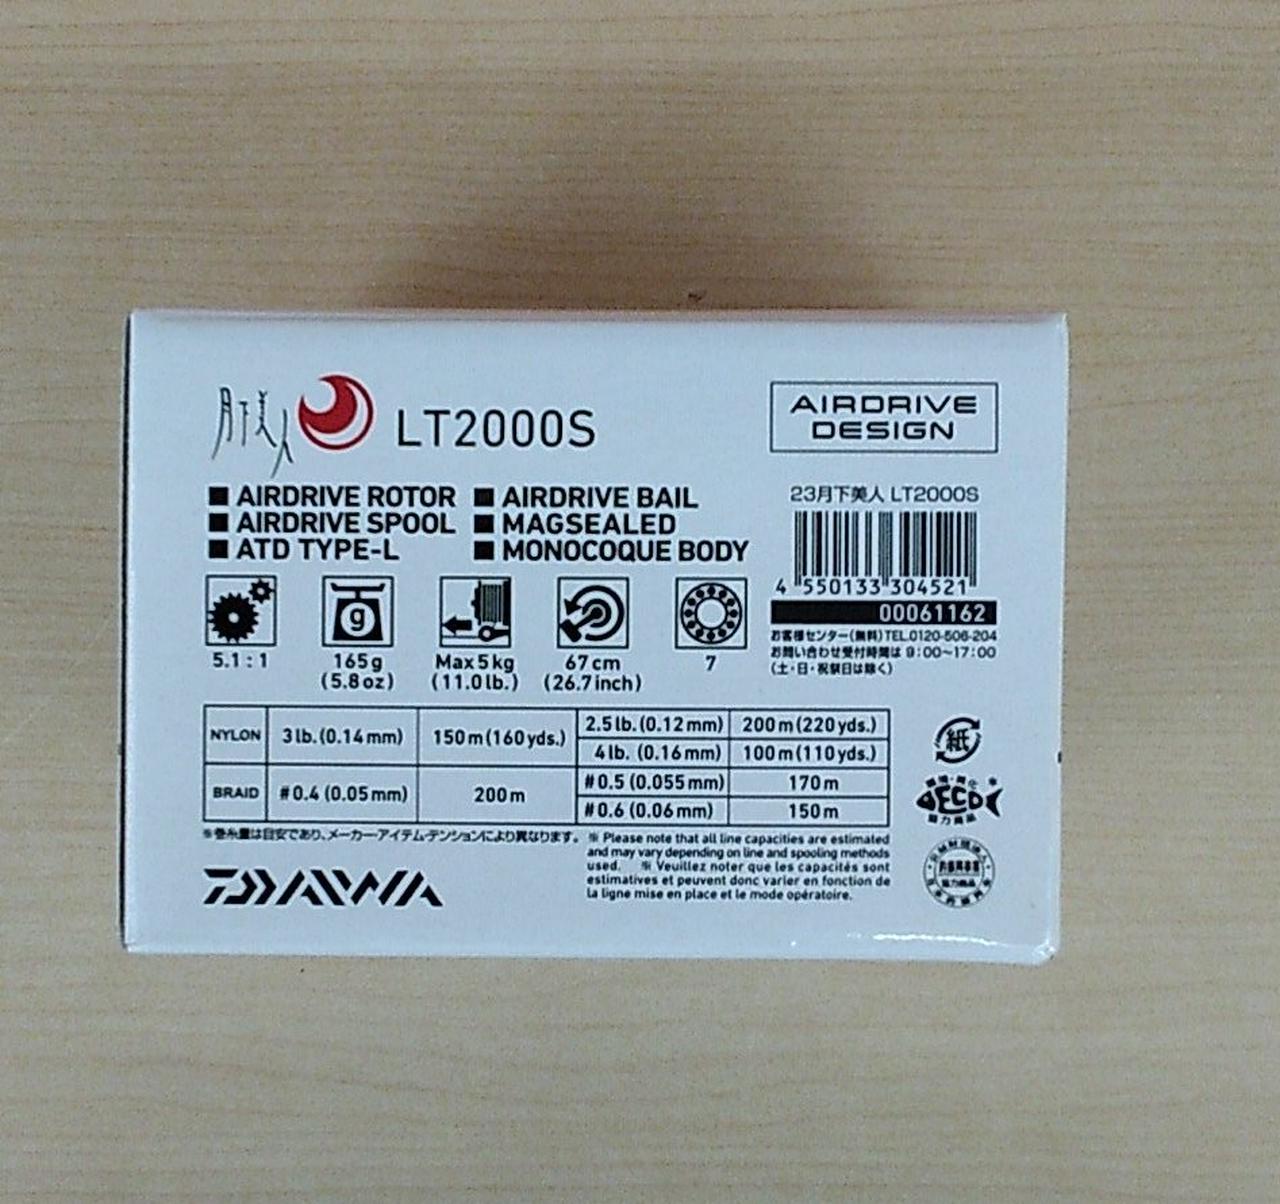 月下美人 LT2000S
AIRDRIVE
DESIGN
■ AIRDRIVE ROTOR ■ AIRDRIVE BAIL
■ AIRDRIVE SPOOL ■ MAGSEALED
■ ATD TYPE-L ■ MONOCOQUE BODY
23月下美人 LT2000S
4 550133 304521
00061162
お客様センター(無料)TEL.0120-506-204
お問い合わせ受付時間は 9:00〜17:00
(土・日・祝祭日は除く)
g
5.1:1
165g
(5.8oz)
Max5kg
(11.0lb.)
67cm
(26.7inch)
7
NYLON 3lb.(0.14mm) 150m(160yds.) 2.5lb.(0.12mm) 200m(220yds.)
4lb. (0.16mm) 100m(110yds.)
BRAID #0.4(0.05mm) 200m #0.5(0.055mm) 170m
#0.6(0.06mm) 150m
※巻糸量は目安であり、メーカー・アイテム・テンションにより異なります。
※ Please note that all line capacities are estimated
and may vary depending on line and spooling methods
used. ※ Veuillez noter que les capacités sont
estimatives et peuvent donc varier en fonction de
la ligne mise en place et le mode opératoire.
DAIWA
紙
ECO
協力商品